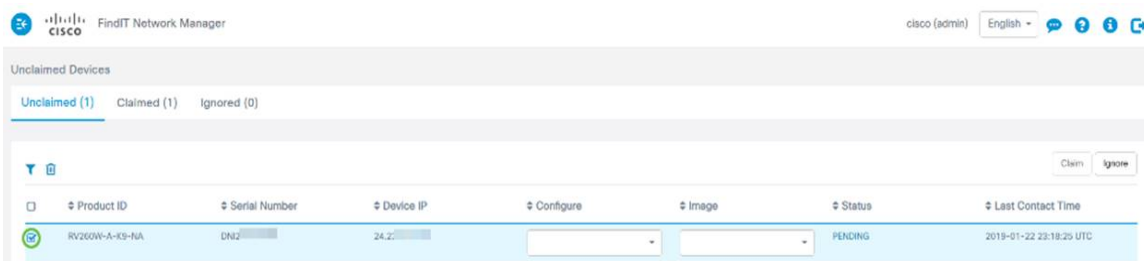 CISCO FindIT Network Manager cisco (admin) English
Unclaimed Devices
Unclaimed (1) Claimed (1) Ignored (0)
Claim Ignore
Product ID Serial Number Device IP Configure Image Status Last Contact Time
RV260W-A-K9-NA DNI2 24.2 PENDING 2019-01-22 23:18:25 UTC